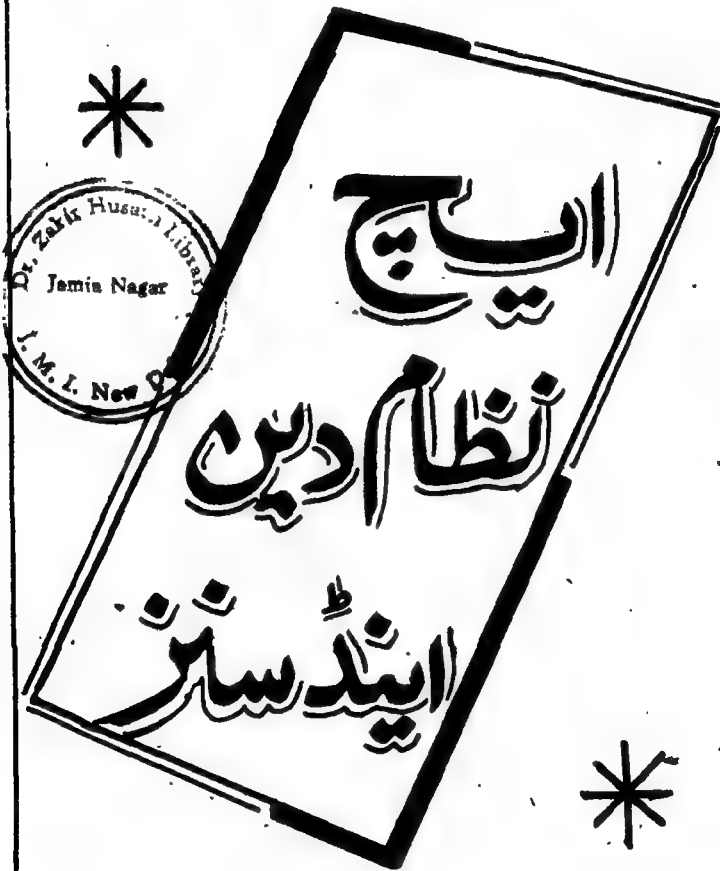 ایچ
نظام دین
اینڈ سنز
Dr. Zakir Husain Library
Jamia Nagar
J. M. I. New